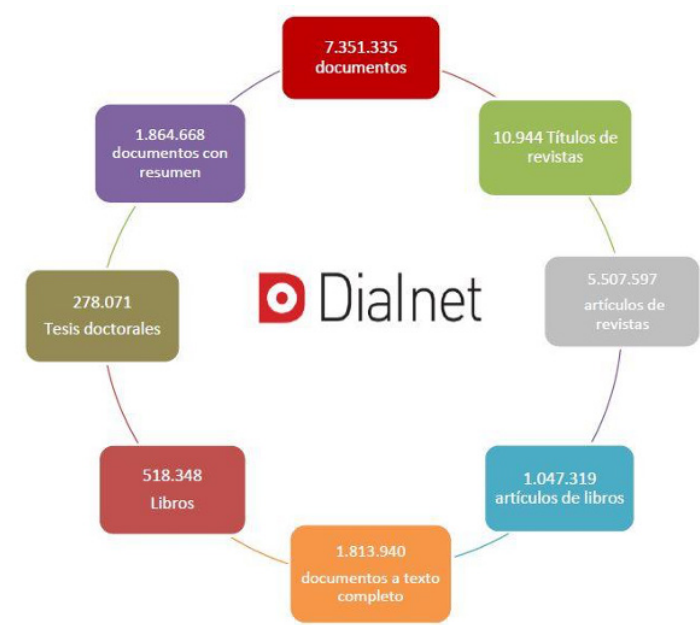 7.351.335
documentos
10.944 Títulos de
revistas
5.507.597
artículos de
revistas
1.047.319
artículos de libros
1.813.940
documentos a texto
completo
518.348
Libros
278.071
Tesis doctorales
1.864.668
documentos con
resumen
Dialnet